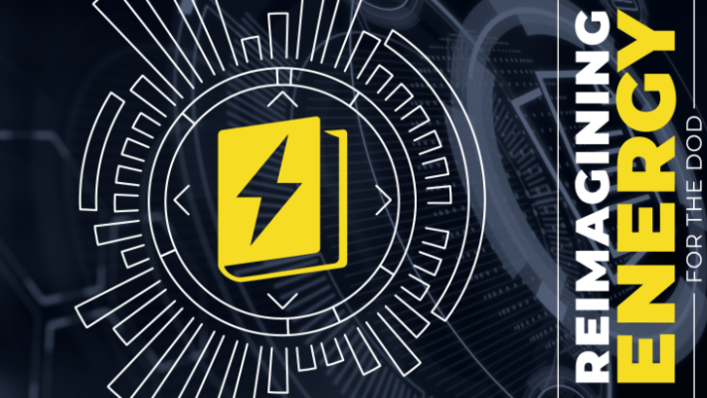 REIMAGINING
ENERGY
FOR THE DOD